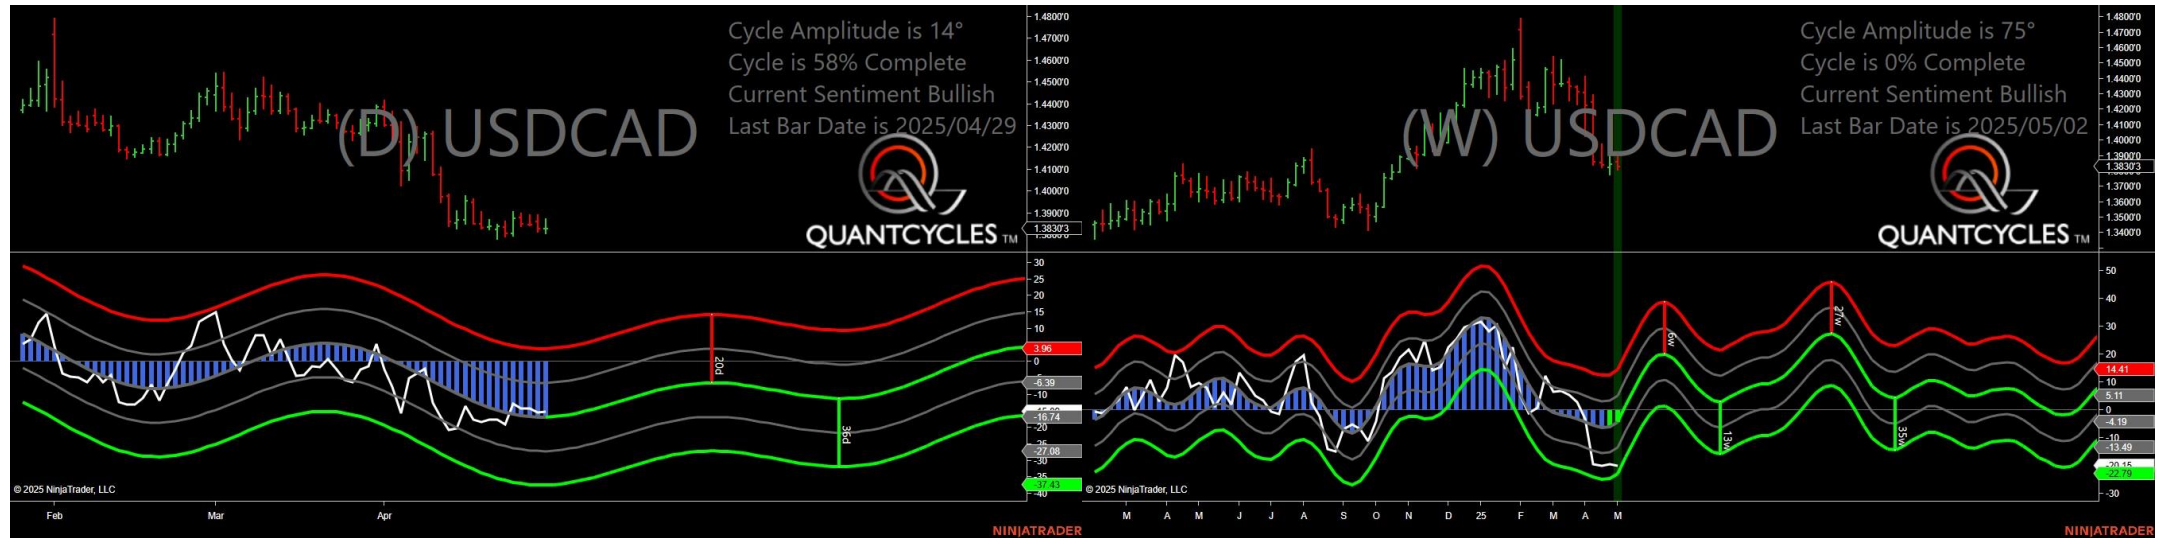 Cycle Amplitude is 14°
Cycle is 58% Complete
Current Sentiment Bullish
Last Bar Date is 2025/04/29
(D) USDCAD
QUANTCYCLES TM
1.4800'0
1.4700'0
1.4600'0
1.4500'0
1.4400'0
1.4300'0
1.4200'0
1.4100'0
1.4000'0
1.3900'0
1.3830'3
30
25
20
15
10
3.96
0
-6.39
-10
-16.74
-20
-27.08
-30
-37.43
-40
20d
36d
© 2025 NinjaTrader, LLC
Feb
Mar
Apr
NINJATRADER
Cycle Amplitude is 75°
Cycle is 0% Complete
Current Sentiment Bullish
Last Bar Date is 2025/05/02
(W) USDCAD
QUANTCYCLES TM
1.4800'0
1.4700'0
1.4600'0
1.4500'0
1.4400'0
1.4300'0
1.4200'0
1.4100'0
1.4000'0
1.3900'0
1.3830'3
1.3700'0
1.3600'0
1.3500'0
1.3400'0
50
40
30
20
14.41
10
5.11
0
-4.19
-10
-13.49
-20.15
-22.79
-30
6w
13w
27w
35w
© 2025 NinjaTrader, LLC
M
A
M
J
J
A
S
O
N
D
25
F
M
A
M
NINJATRADER